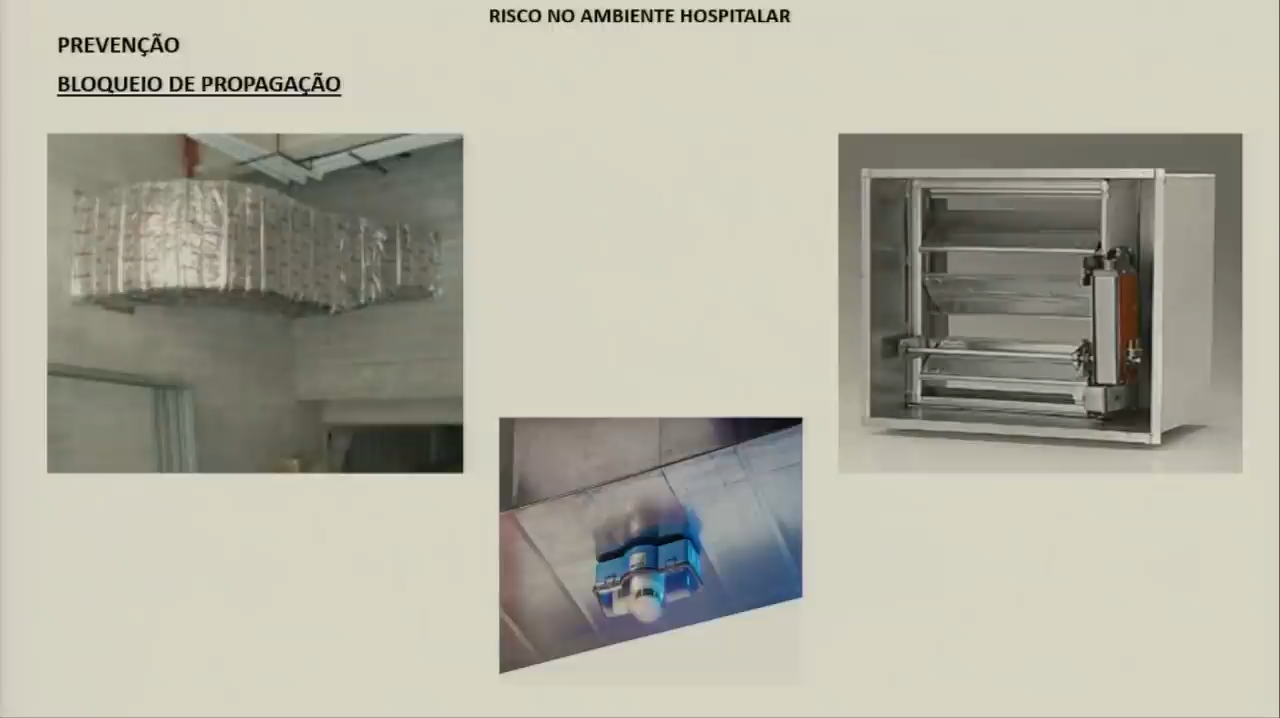 RISCO NO AMBIENTE HOSPITALAR
PREVENÇÃO
BLOQUEIO DE PROPAGAÇÃO